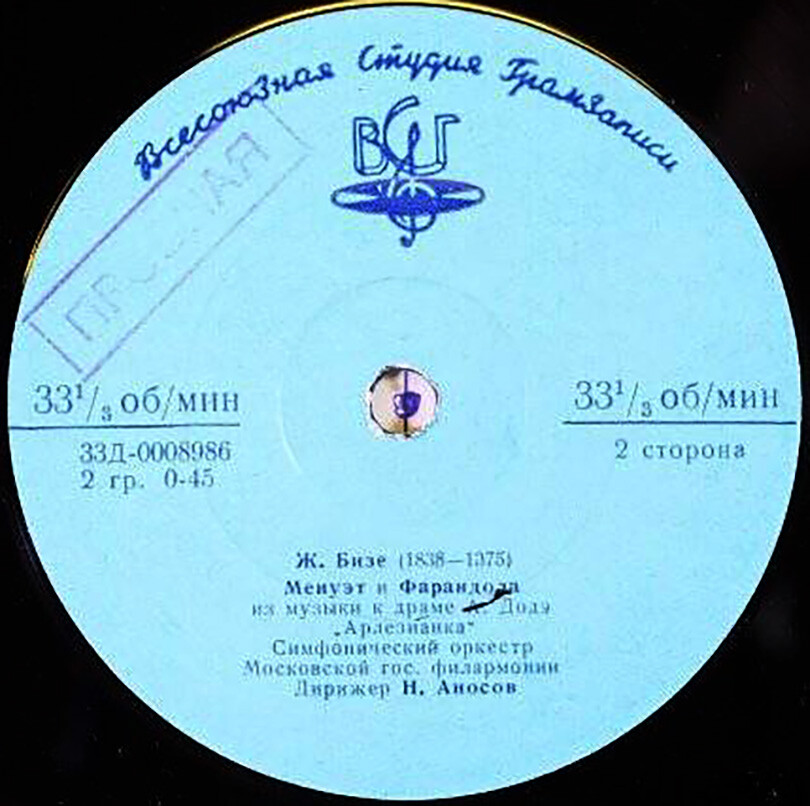 Всесоюзная Студия Грамзаписи
ВСГ
33¹/₃ об/мин
33Д-0008986
2 гр. 0-45
33¹/₃ об/мин
2 сторона
Ж. Бизе (1838—1875)
Менуэт и Фарандола
из музыки к драме А. Додэ
„Арлезианка“
Симфонический оркестр
Московской гос. филармонии
Дирижер Н. Аносов